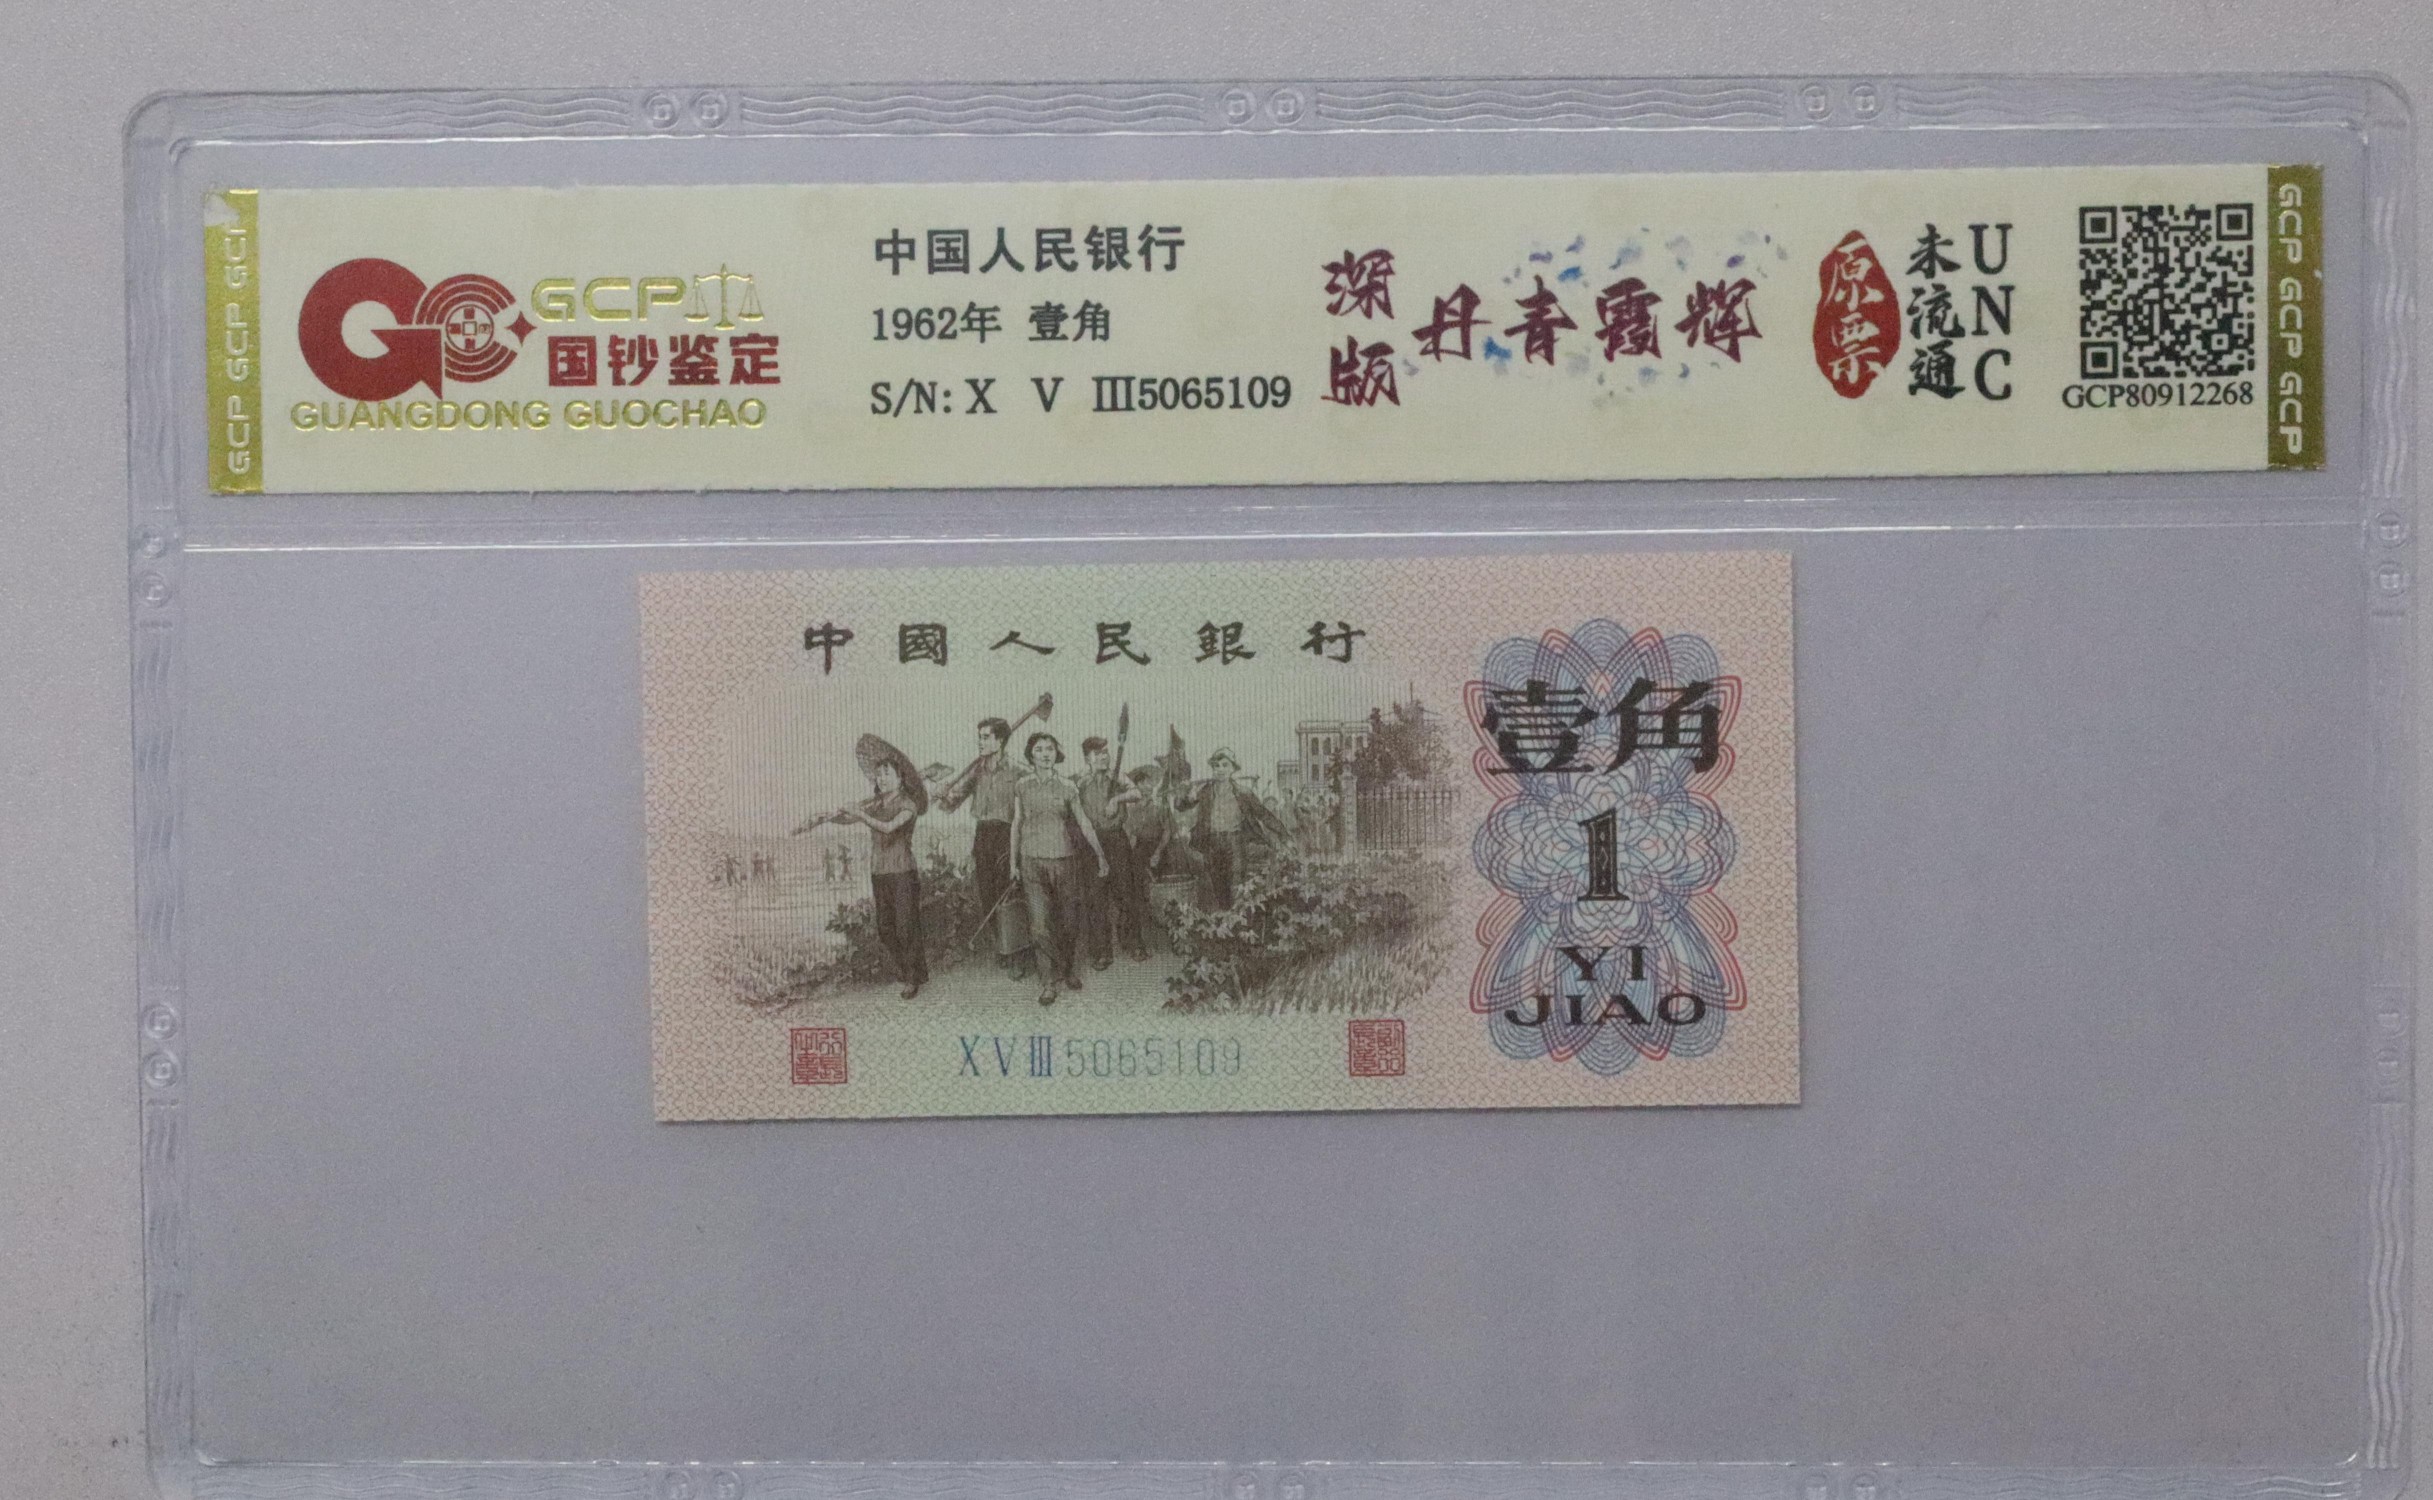 GCP
国钞鉴定
GUANGDONG GUOCHAO
中国人民银行
1962年 壹角
S/N: X V Ⅲ5065109
深版
丹青霞辉
原票
未流通
UNC
GCP80912268
GCP GCP GCP
GCP GCP GCP
中國人民銀行
壹角
1
YI
JIAO
X V Ⅲ 5065109